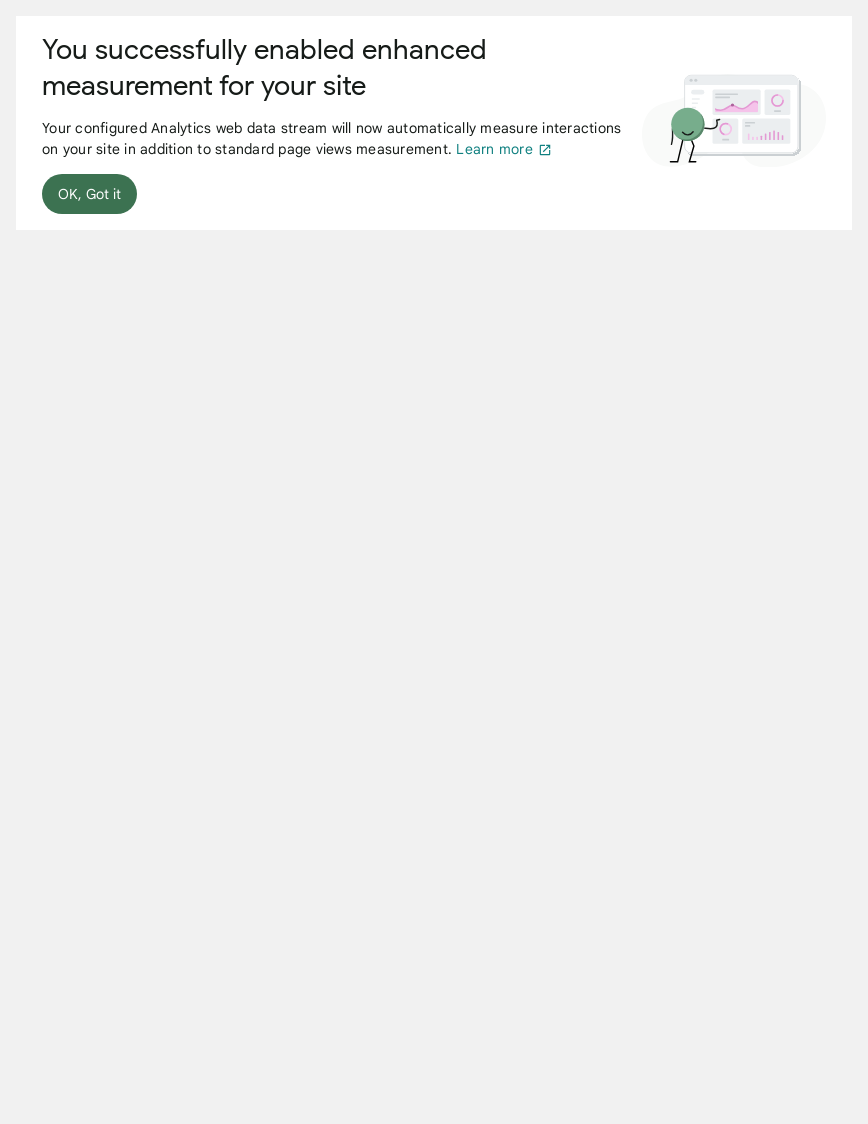 You successfully enabled enhanced
measurement for your site
Your configured Analytics web data stream will now automatically measure interactions
on your site in addition to standard page views measurement. Learn more
OK, Got it